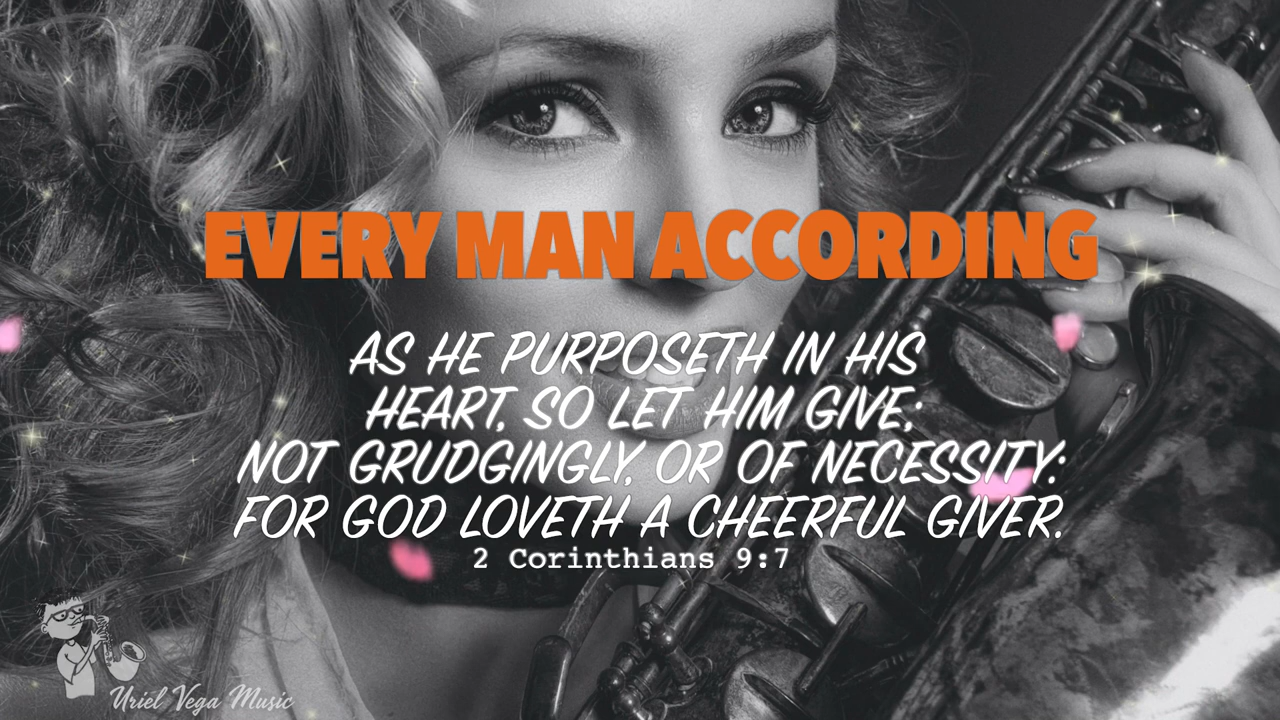 EVERY MAN ACCORDING
AS HE PURPOSETH IN HIS
HEART, SO LET HIM GIVE;
NOT GRUDGINGLY, OR OF NECESSITY:
FOR GOD LOVETH A CHEERFUL GIVER.
2 Corinthians 9:7
Uriel Vega Music